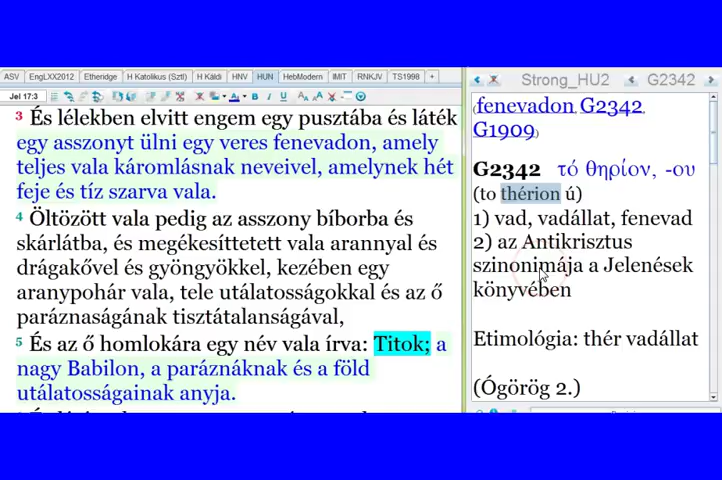 ASV EngLXX2012 Etheridge H Katolikus (Sztl) H Káldi HNV HUN HebModern IMIT RNKJV TS1998 +
Strong_HU2 G2342
Jel 17:3
3 És lélekben elvitt engem egy pusztába és láték
egy asszonyt ülni egy veres fenevadon, amely
teljes vala káromlásnak neveivel, amelynek hét
feje és tíz szarva vala.
4 Öltözött vala pedig az asszony bíborba és
skárlátba, és megékesíttetett vala arannyal és
drágakővel és gyöngyökkel, kezében egy
aranypohár vala, tele utálatosságokkal és az ő
paráznaságának tisztátalanságával,
5 És az ő homlokára egy név vala írva: Titok; a
nagy Babilon, a paráznáknak és a föld
utálatosságainak anyja.
(fenevadon G2342
G1909)
G2342 τό θηρίον, -ου
(to thérion ú)
1) vad, vadállat, fenevad
2) az Antikrisztus
szinonimája a Jelenések
könyvében
Etimológia: thér vadállat
(Ógörög 2.)